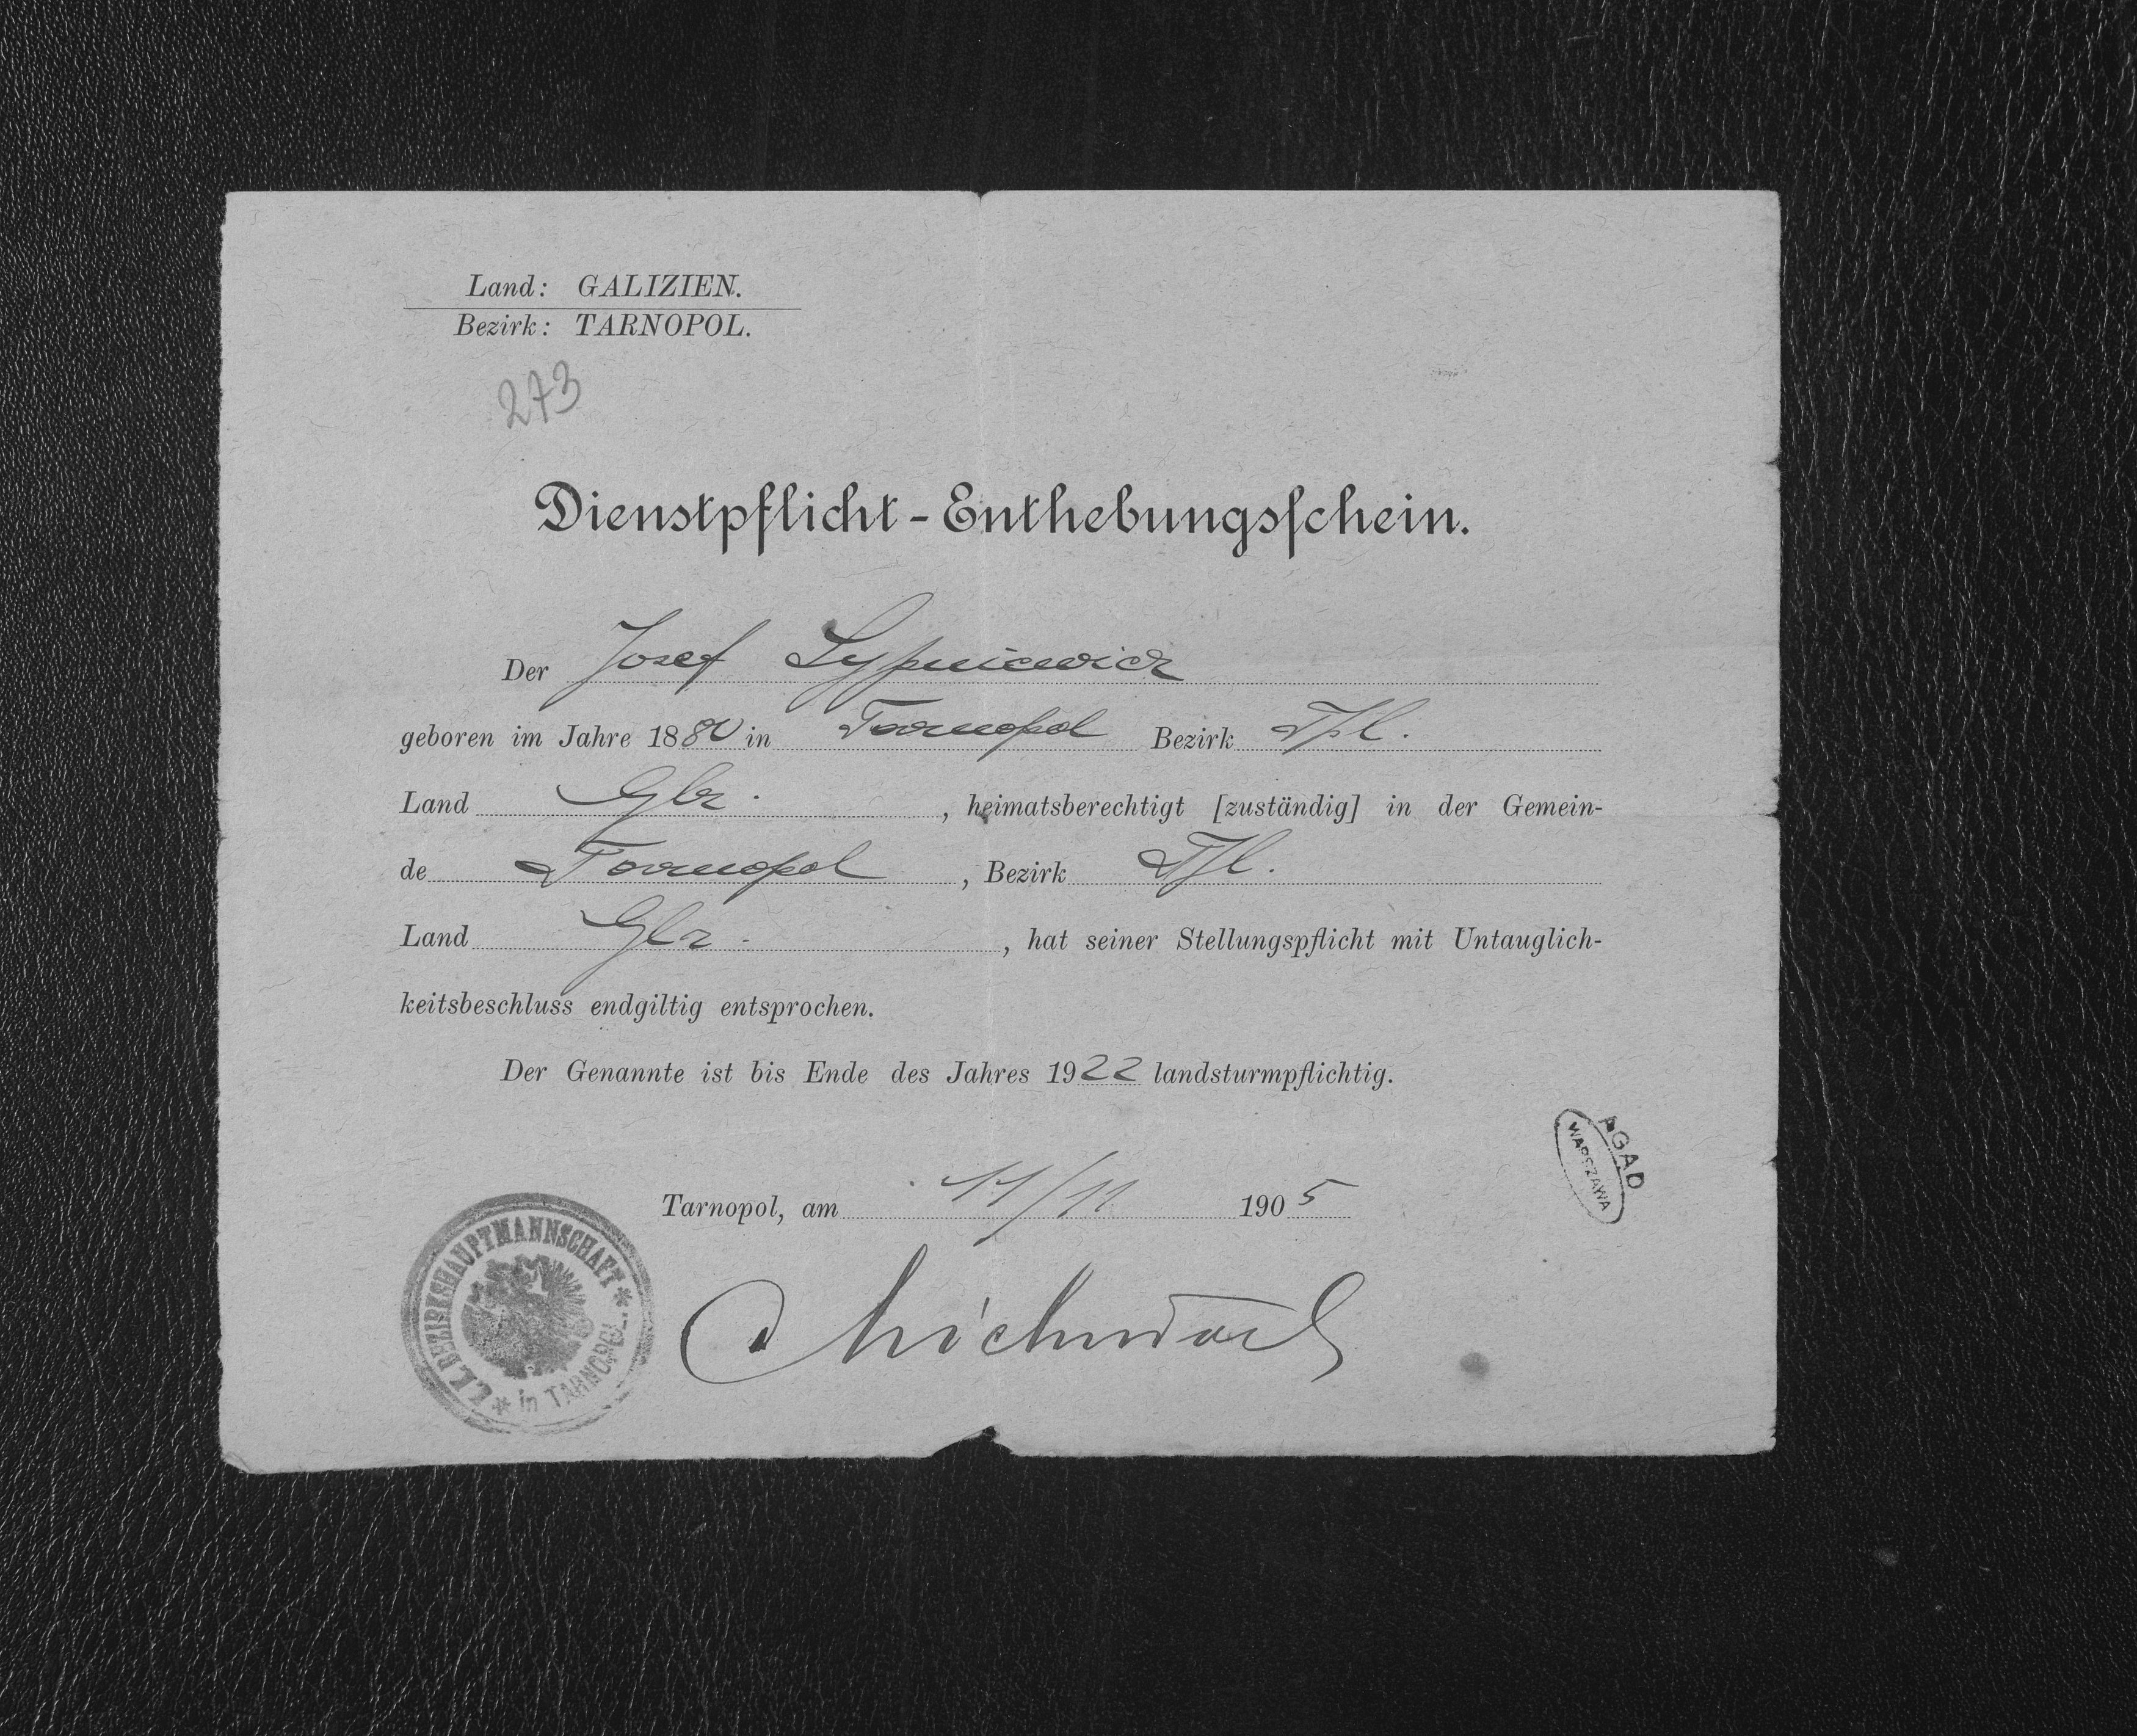 Land: GALIZIEN.
Bezirk: TARNOPOL.
273
Dienstpflicht-Enthebungsschein.
Der Josef Sypniewicz
geboren im Jahre 1880 in Tarnopol Bezirk Tpl.
Land Glz. , heimatsberechtigt [zuständig] in der Gemein-
de Tarnopol , Bezirk Tpl.
Land Glz. , hat seiner Stellungspflicht mit Untauglich-
keitsbeschluss endgiltig entsprochen.
Der Genannte ist bis Ende des Jahres 1922 landsturmpflichtig.
AGAD
WARSZAWA
Tarnopol, am 11/11 1905
K.K. BEZIRKSHAUPTMANNSCHAFT * in TARNOPOL. *